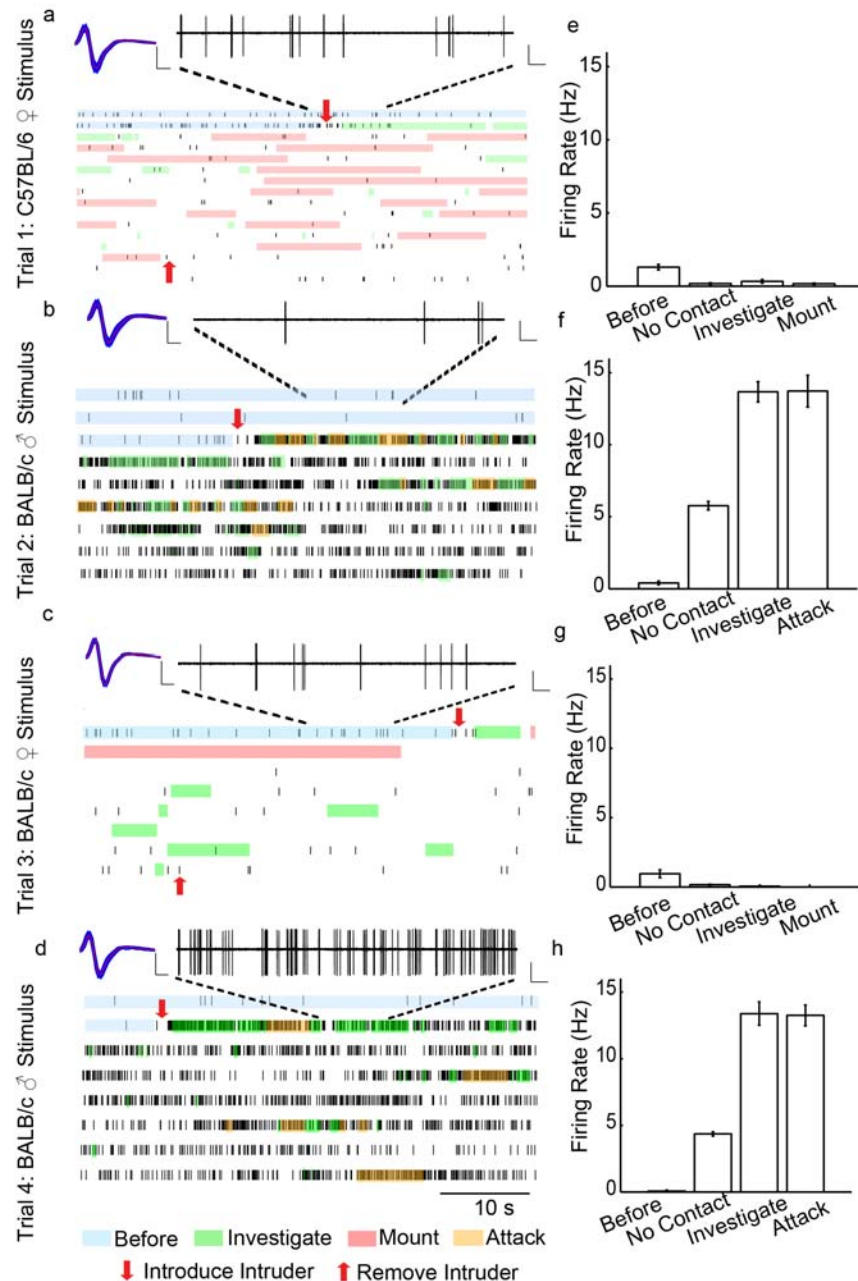 a
Trial 1: C57BL/6 ♀ Stimulus
e
Firing Rate (Hz)
15
10
5
0
Before
No Contact
Investigate
Mount
b
Trial 2: BALB/c ♂ Stimulus
f
Firing Rate (Hz)
15
10
5
0
Before
No Contact
Investigate
Attack
c
Trial 3: BALB/c ♀ Stimulus
g
Firing Rate (Hz)
15
10
5
0
Before
No Contact
Investigate
Mount
d
Trial 4: BALB/c ♂ Stimulus
10 s
h
Firing Rate (Hz)
15
10
5
0
Before
No Contact
Investigate
Attack
Before Investigate Mount Attack
Introduce Intruder Remove Intruder